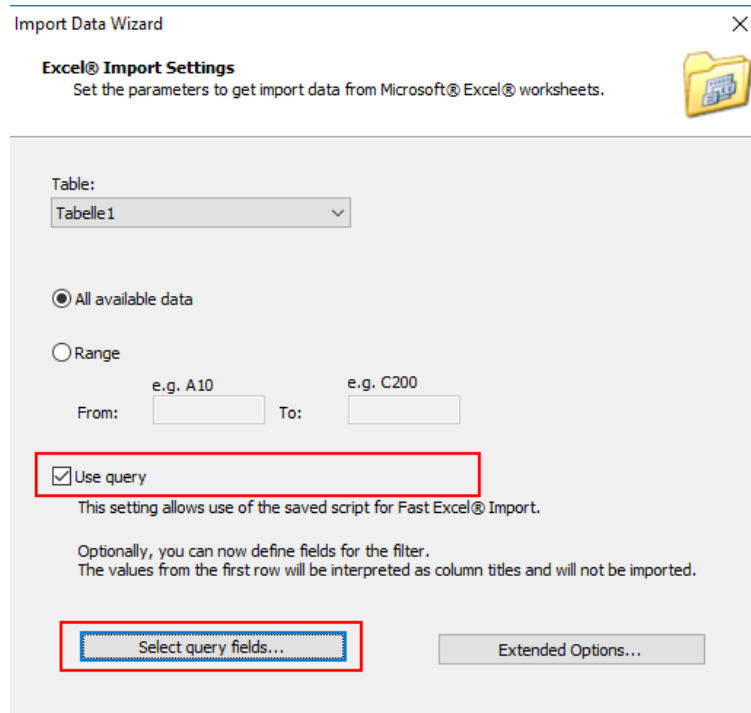 Import Data Wizard
Excel® Import Settings
Set the parameters to get import data from Microsoft® Excel® worksheets.
Table:
Tabelle1
All available data
Range
e.g. A10 e.g. C200
From: To:
Use query
This setting allows use of the saved script for Fast Excel® Import.
Optionally, you can now define fields for the filter.
The values from the first row will be interpreted as column titles and will not be imported.
Select query fields... Extended Options...